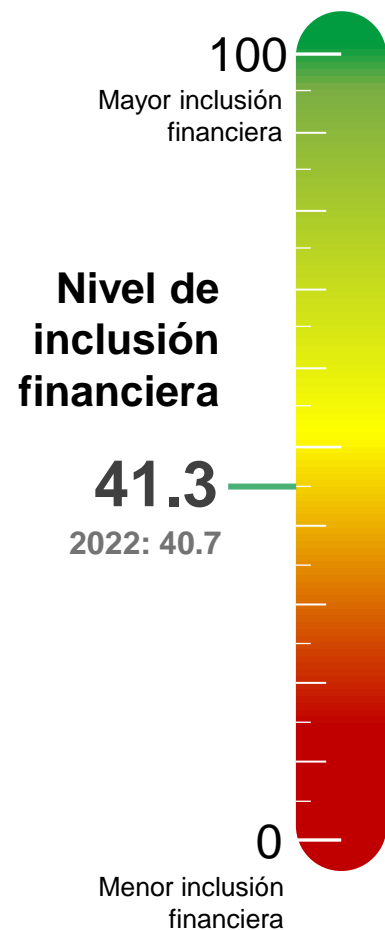 100
Mayor inclusión
financiera
Nivel de
inclusión
financiera
41.3
2022: 40.7
0
Menor inclusión
financiera